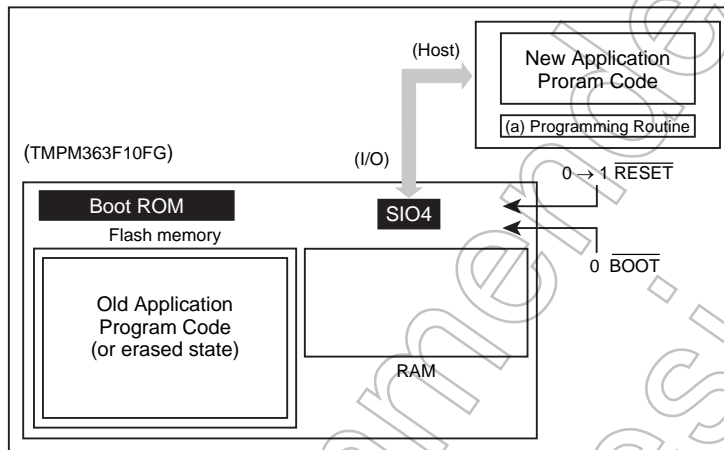 (Host)
New Application
Proram Code
(a) Programming Routine
(TMPM363F10FG)
(I/O)
0 → 1 RESET
Boot ROM
SIO4
Flash memory
0 BOOT
Old Application
Program Code
(or erased state)
RAM